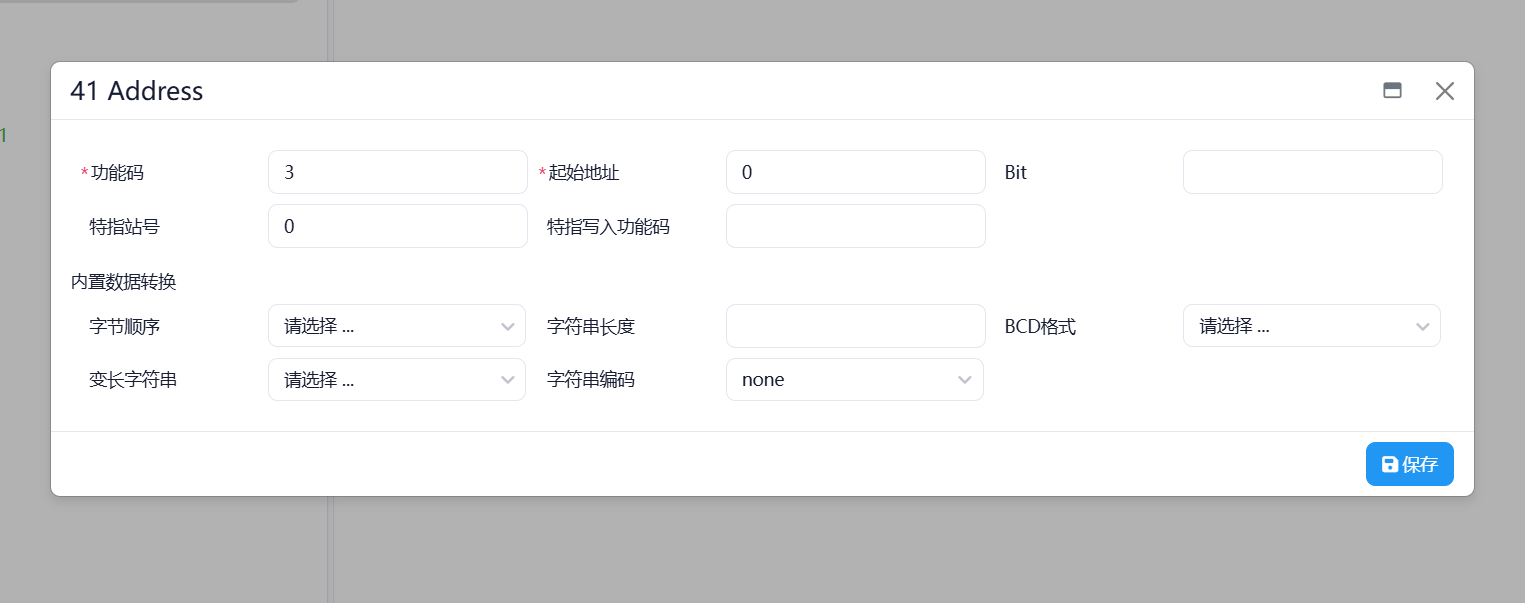 41 Address
1
*功能码 3 *起始地址 0 Bit
特指站号 0 特指写入功能码
内置数据转换
字节顺序 请选择 ... 字符串长度 BCD格式 请选择 ...
变长字符串 请选择 ... 字符串编码 none
保存